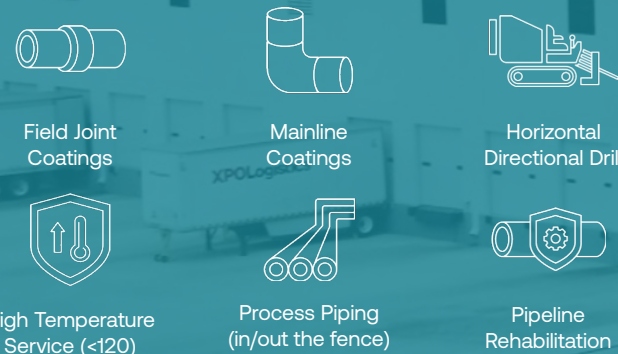 Field Joint
Coatings
Mainline
Coatings
Horizontal
Directional Dril
XPOLogistics
igh Temperature
Service (<120)
Process Piping
(in/out the fence)
Pipeline
Rehabilitation